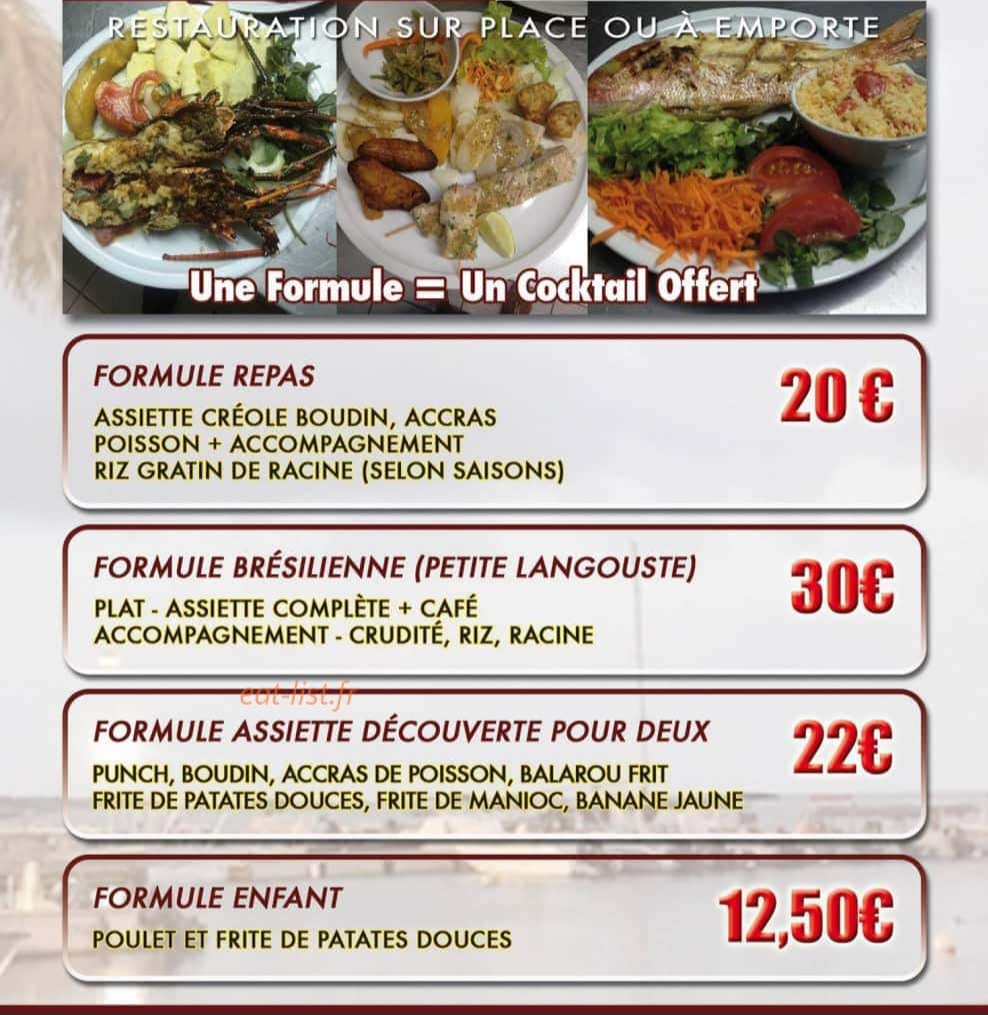 RESTAURATION SUR PLACE OU À EMPORTE
Une Formule = Un Cocktail Offert
FORMULE REPAS
20 €
ASSIETTE CRÉOLE BOUDIN, ACCRAS
POISSON + ACCOMPAGNEMENT
RIZ GRATIN DE RACINE (SELON SAISONS)
FORMULE BRÉSILIENNE (PETITE LANGOUSTE)
30€
PLAT - ASSIETTE COMPLÈTE + CAFÉ
ACCOMPAGNEMENT - CRUDITÉ, RIZ, RACINE
eat-list.fr
FORMULE ASSIETTE DÉCOUVERTE POUR DEUX
22€
PUNCH, BOUDIN, ACCRAS DE POISSON, BALAROU FRIT
FRITE DE PATATES DOUCES, FRITE DE MANIOC, BANANE JAUNE
FORMULE ENFANT
12,50€
POULET ET FRITE DE PATATES DOUCES